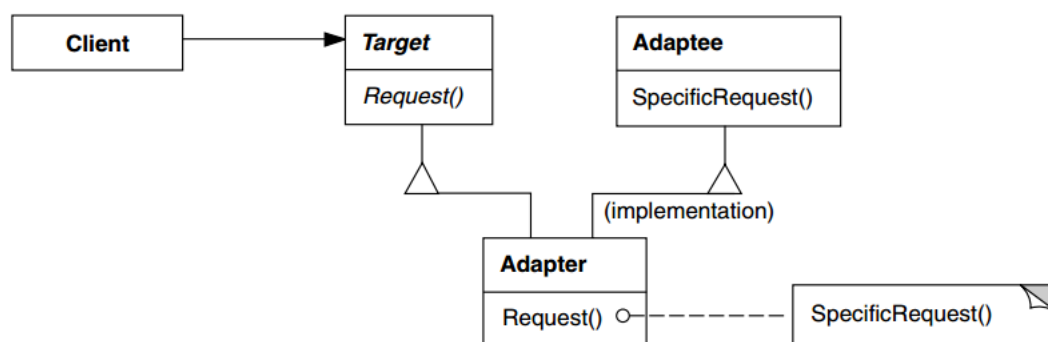 Client
Target
Request()
Adaptee
SpecificRequest()
(implementation)
Adapter
Request()
SpecificRequest()